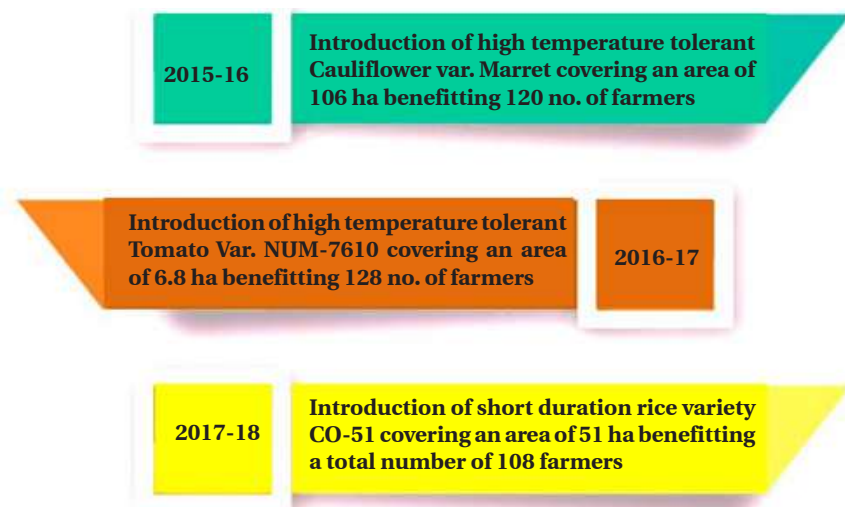 2015-16
Introduction of high temperature tolerant
Cauliflower var. Marret covering an area of
106 ha benefitting 120 no. of farmers
Introduction of high temperature tolerant
Tomato Var. NUM-7610 covering an area
of 6.8 ha benefitting 128 no. of farmers
2016-17
2017-18
Introduction of short duration rice variety
CO-51 covering an area of 51 ha benefitting
a total number of 108 farmers